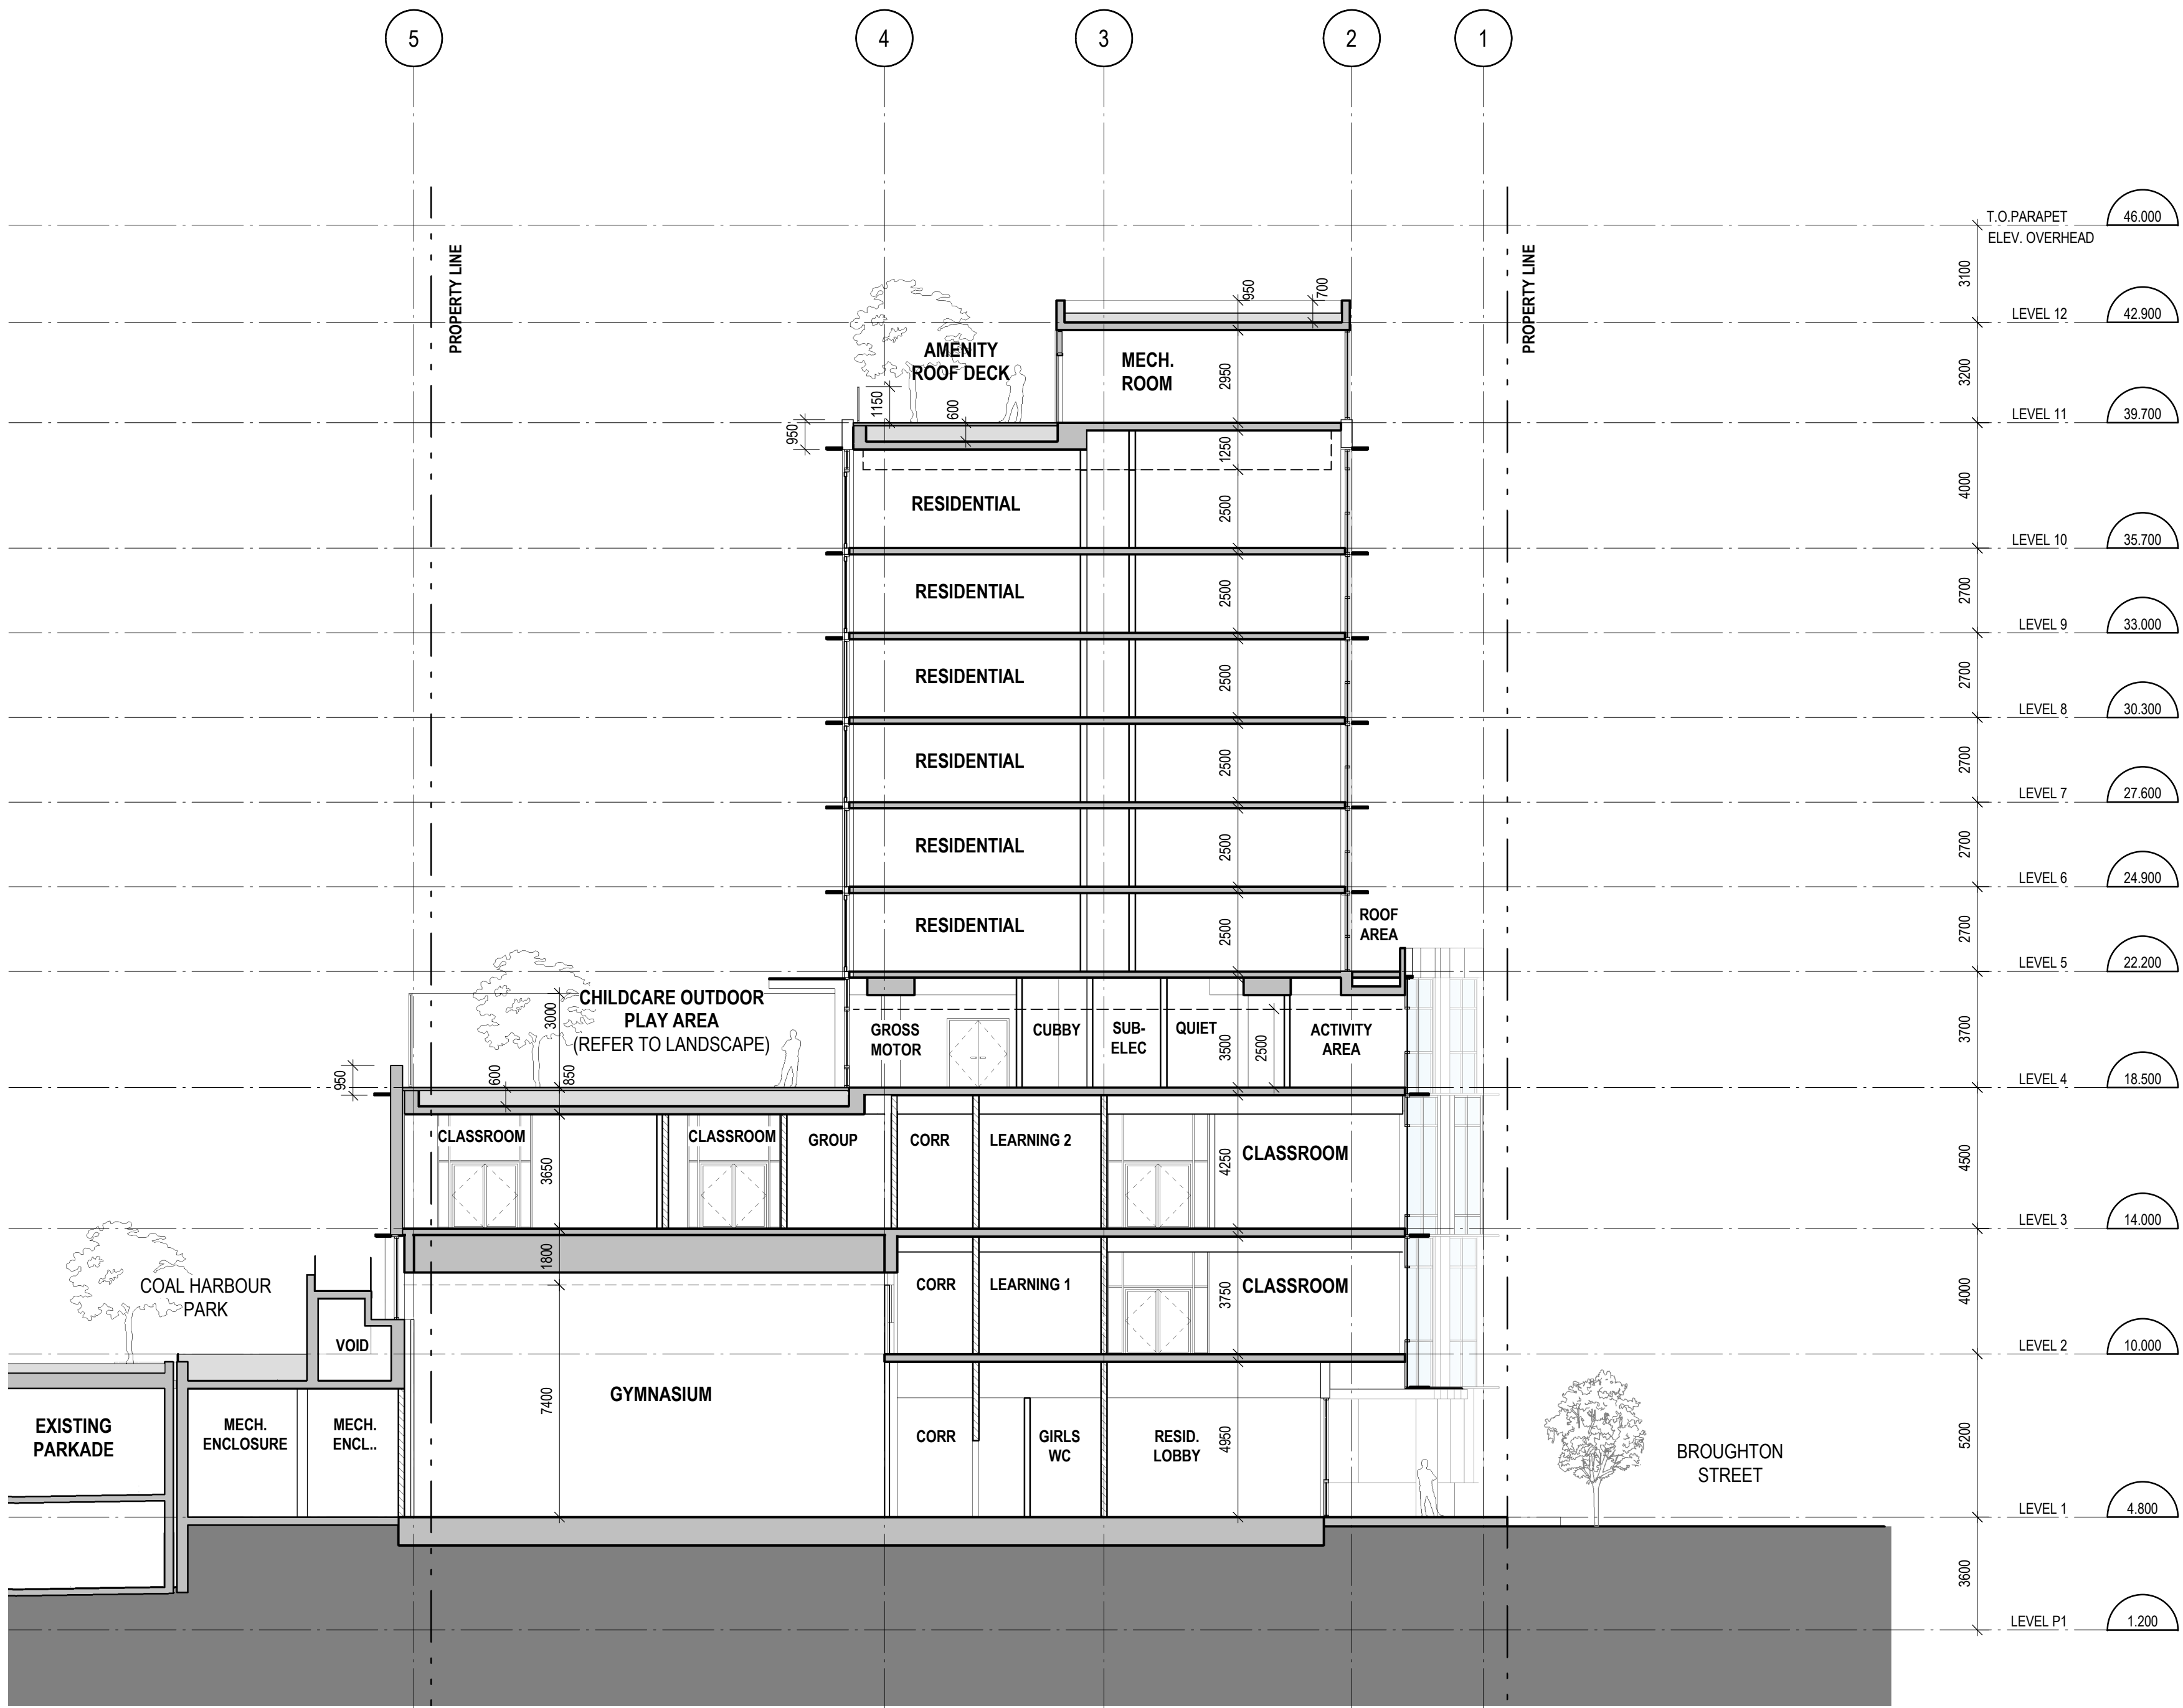 5
4
3
2
1
T.O.PARAPET
46.000
ELEV. OVERHEAD
PROPERTY LINE
PROPERTY LINE
3100
950
700
LEVEL 12
42.900
AMENITY
ROOF DECK
MECH.
ROOM
2950
3200
1150
600
LEVEL 11
39.700
950
1250
4000
RESIDENTIAL
2500
LEVEL 10
35.700
RESIDENTIAL
2500
2700
LEVEL 9
33.000
RESIDENTIAL
2500
2700
LEVEL 8
30.300
RESIDENTIAL
2500
2700
LEVEL 7
27.600
RESIDENTIAL
2500
2700
LEVEL 6
24.900
RESIDENTIAL
2500
ROOF
AREA
2700
LEVEL 5
22.200
CHILDCARE OUTDOOR
PLAY AREA
(REFER TO LANDSCAPE)
3000
GROSS
MOTOR
CUBBY
SUB-
ELEC
QUIET
3500
2500
ACTIVITY
AREA
3700
950
600
850
LEVEL 4
18.500
CLASSROOM
CLASSROOM
GROUP
CORR
LEARNING 2
CLASSROOM
3650
4250
4500
LEVEL 3
14.000
1800
COAL HARBOUR
PARK
CORR
LEARNING 1
3750
CLASSROOM
4000
VOID
LEVEL 2
10.000
GYMNASIUM
7400
EXISTING
PARKADE
MECH.
ENCLOSURE
MECH.
ENCL..
CORR
GIRLS
WC
RESID.
LOBBY
4950
5200
BROUGHTON
STREET
LEVEL 1
4.800
3600
LEVEL P1
1.200